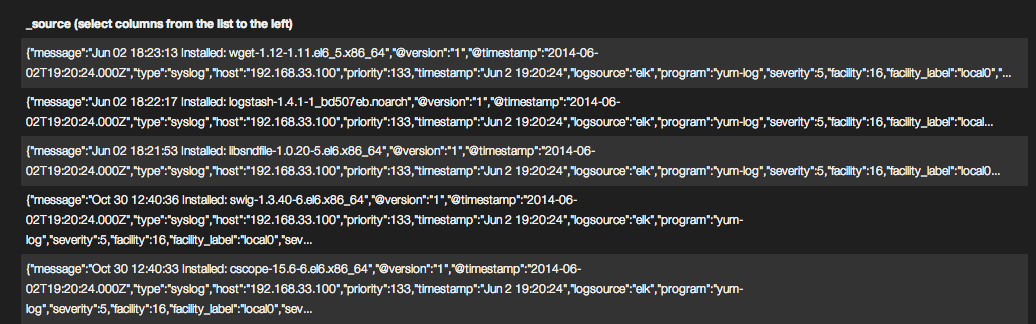 _source (select columns from the list to the left)
{"message":"Jun 02 18:23:13 Installed: wget-1.12-1.11.el6_5.x86_64","@version":"1","@timestamp":"2014-06-
02T19:20:24.000Z","type":"syslog","host":"192.168.33.100","priority":133,"timestamp":"Jun 2 19:20:24","logsource":"elk","program":"yum-log","severity":5,"facility":16,"facility_label":"local0","...
{"message":"Jun 02 18:22:17 Installed: logstash-1.4.1-1_bd507eb.noarch","@version":"1","@timestamp":"2014-06-
02T19:20:24.000Z","type":"syslog","host":"192.168.33.100","priority":133,"timestamp":"Jun 2 19:20:24","logsource":"elk","program":"yum-log","severity":5,"facility":16,"facility_label":"local...
{"message":"Jun 02 18:21:53 Installed: libsndfile-1.0.20-5.el6.x86_64","@version":"1","@timestamp":"2014-06-
02T19:20:24.000Z","type":"syslog","host":"192.168.33.100","priority":133,"timestamp":"Jun 2 19:20:24","logsource":"elk","program":"yum-log","severity":5,"facility":16,"facility_label":"local0...
{"message":"Oct 30 12:40:36 Installed: swig-1.3.40-6.el6.x86_64","@version":"1","@timestamp":"2014-06-
02T19:20:24.000Z","type":"syslog","host":"192.168.33.100","priority":133,"timestamp":"Jun 2 19:20:24","logsource":"elk","program":"yum-
log","severity":5,"facility":16,"facility_label":"local0","sev...
{"message":"Oct 30 12:40:33 Installed: cscope-15.6-6.el6.x86_64","@version":"1","@timestamp":"2014-06-
02T19:20:24.000Z","type":"syslog","host":"192.168.33.100","priority":133,"timestamp":"Jun 2 19:20:24","logsource":"elk","program":"yum-
log","severity":5,"facility":16,"facility_label":"local0","sev...